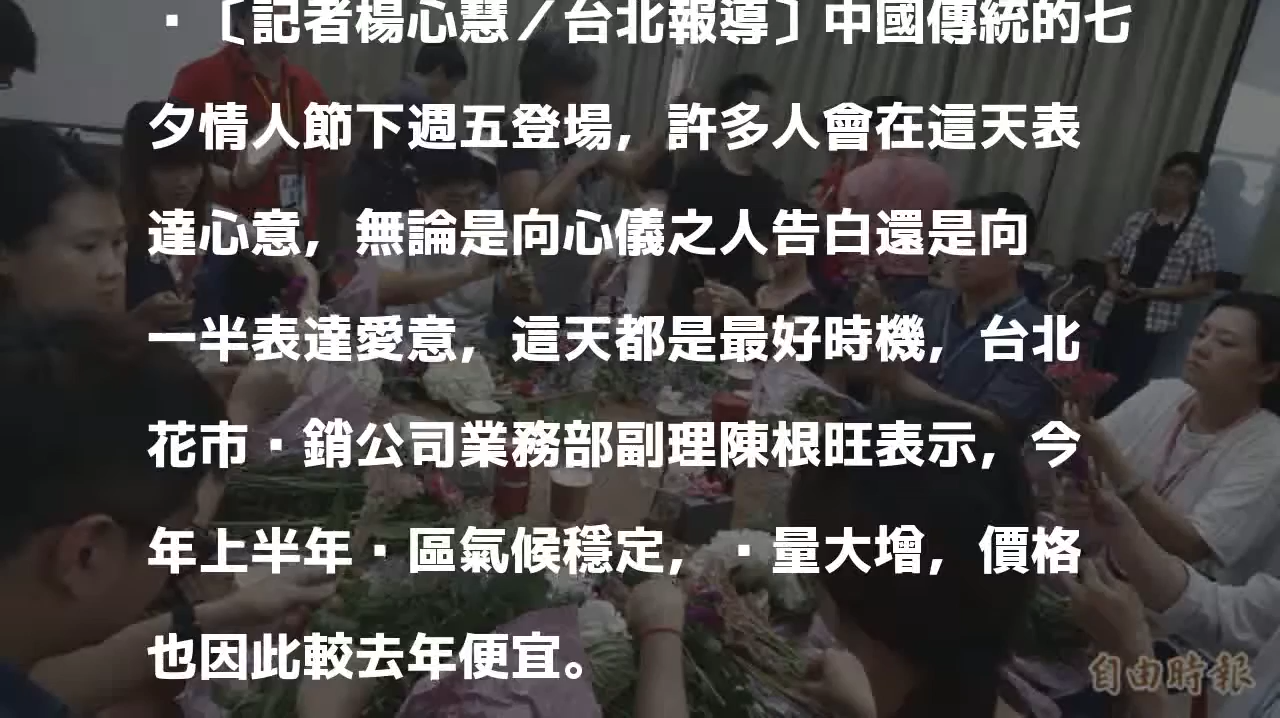 ·〔記者楊心慧／台北報導〕中國傳統的七
夕情人節下週五登場，許多人會在這天表
達心意，無論是向心儀之人告白還是向
一半表達愛意，這天都是最好時機，台北
花市·銷公司業務部副理陳根旺表示，今
年上半年·區氣候穩定，·量大增，價格
也因此較去年便宜。
自由時報